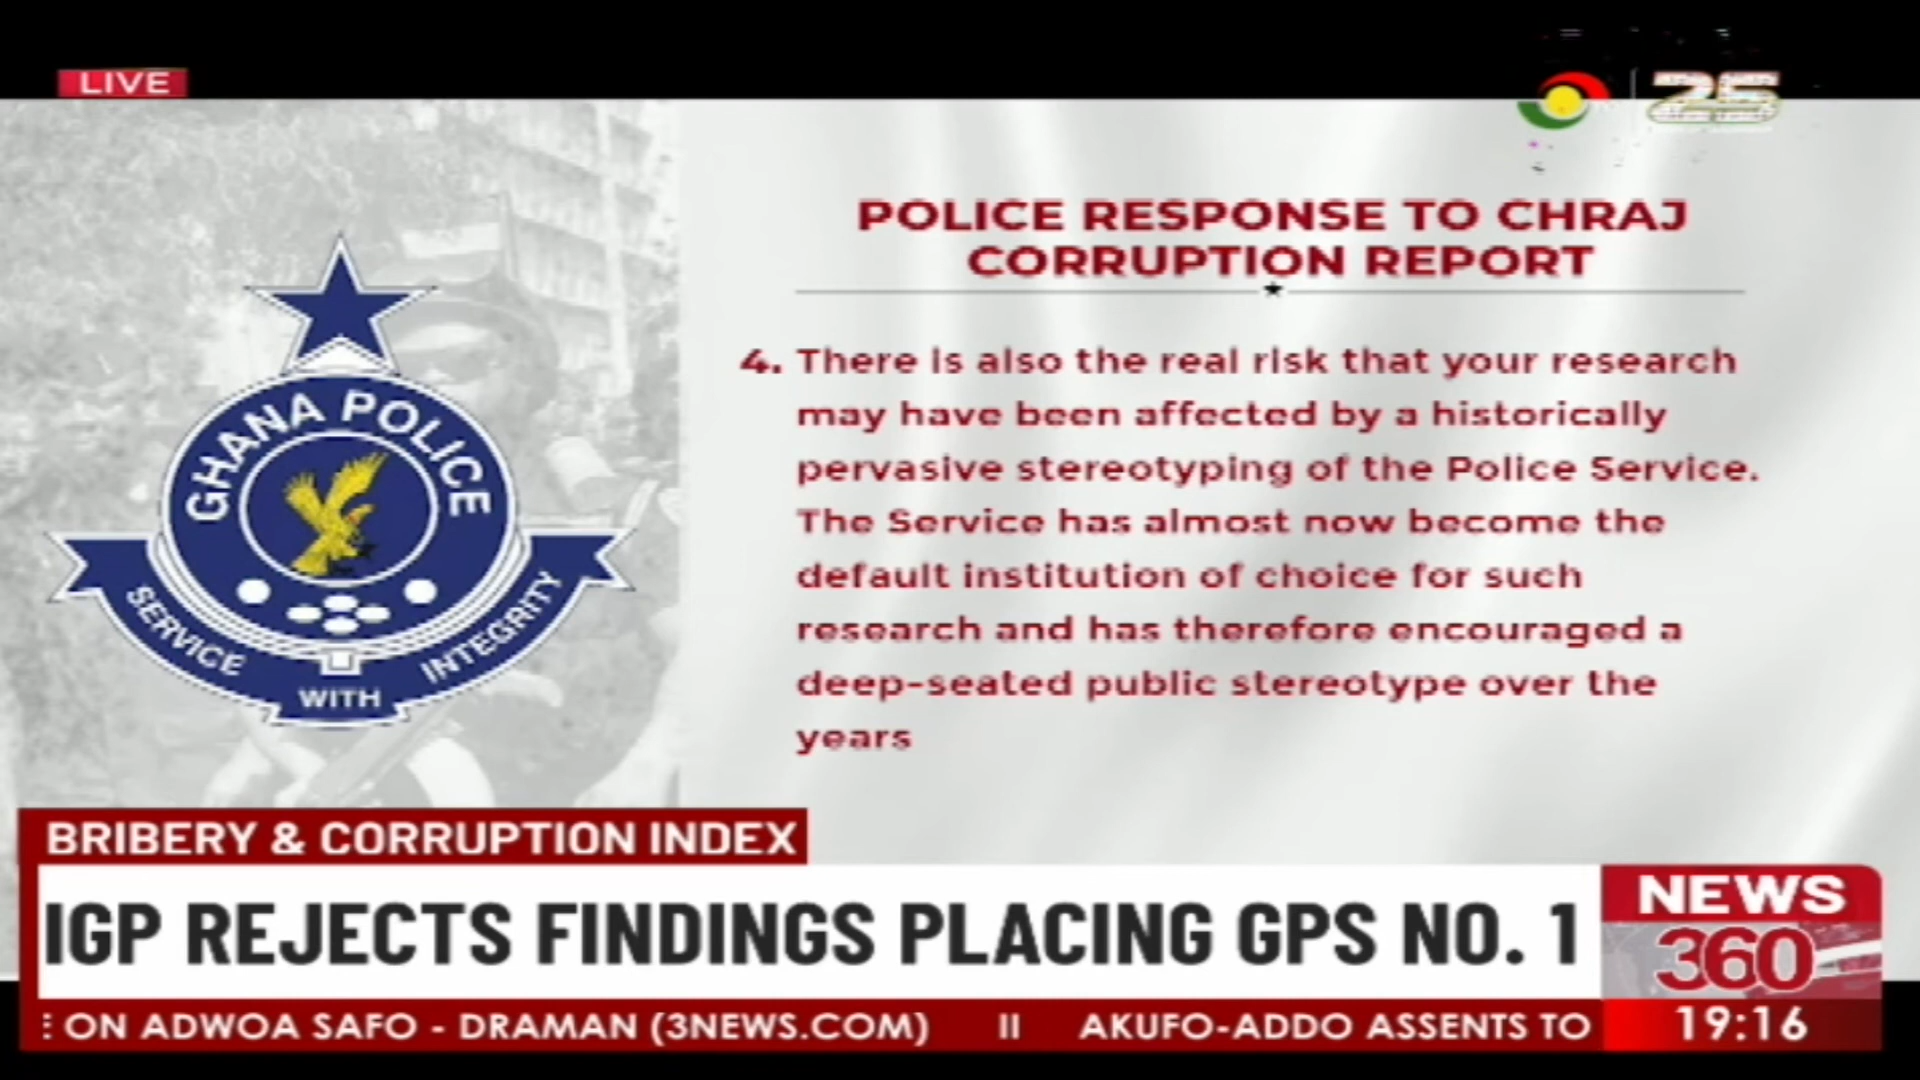 LIVE
25
POLICE RESPONSE TO CHRAJ
CORRUPTION REPORT
4. There is also the real risk that your research
may have been affected by a historically
pervasive stereotyping of the Police Service.
The Service has almost now become the
default institution of choice for such
research and has therefore encouraged a
deep-seated public stereotype over the
years
GHANA POLICE
SERVICE WITH INTEGRITY
BRIBERY & CORRUPTION INDEX
IGP REJECTS FINDINGS PLACING GPS NO. 1
NEWS
360
ON ADWOA SAFO - DRAMAN (3NEWS.COM) II AKUFO-ADDO ASSENTS TO
19:16